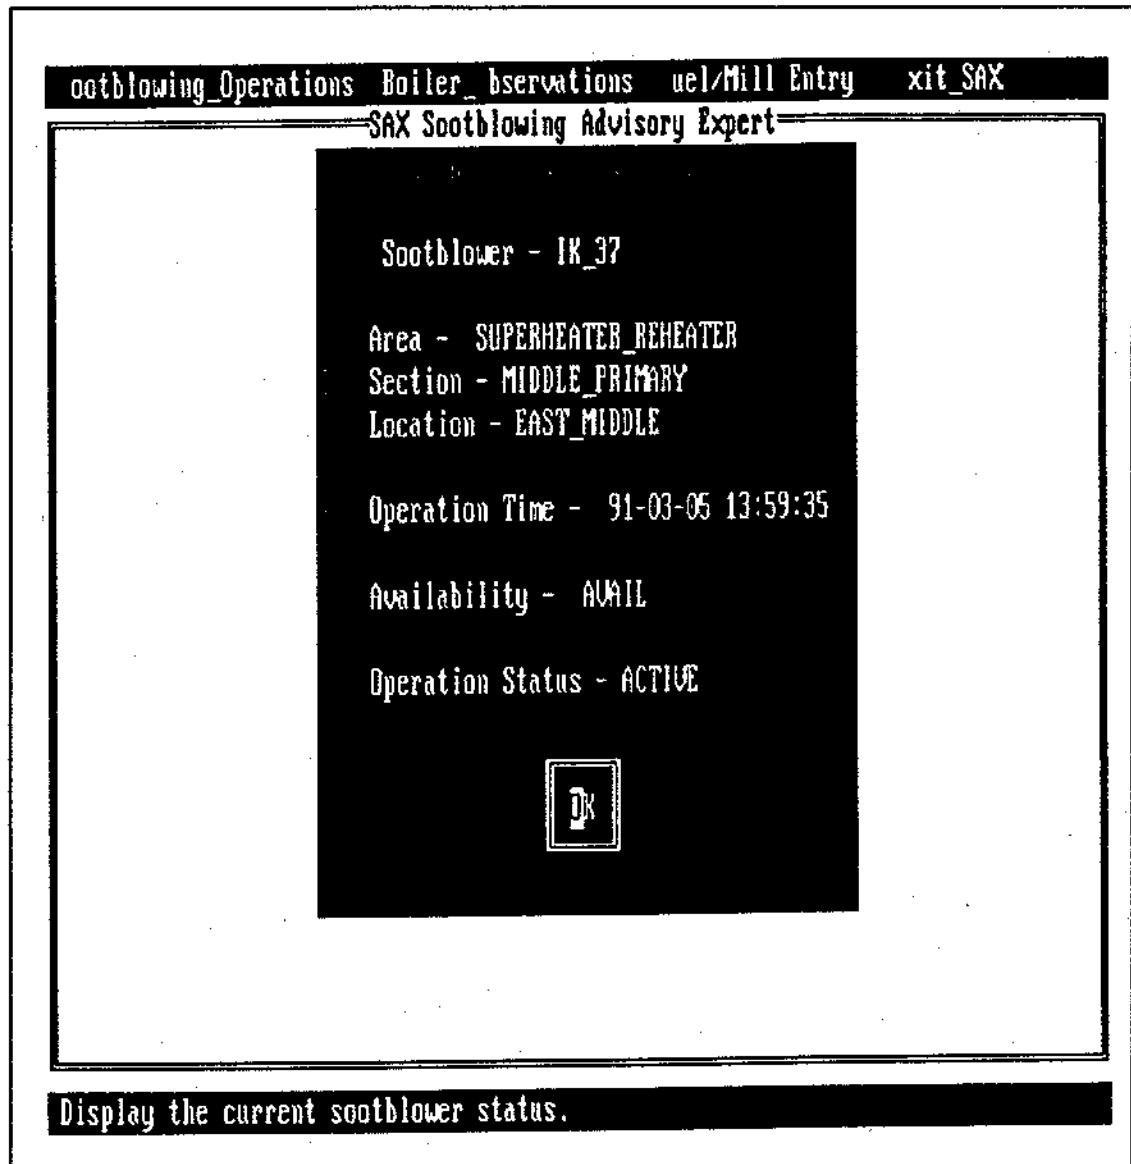 ootblowing_Operations Boiler_ bservations uel/Mill Entry xit_SAX
SAX Sootblowing Advisory Expert
Sootblower - IK_37
Area - SUPERHEATER_REHEATER
Section - MIDDLE_PRIMARY
Location - EAST_MIDDLE
Operation Time - 91-03-05 13:59:35
Availability - AVAIL
Operation Status - ACTIVE
OK
Display the current sootblower status.